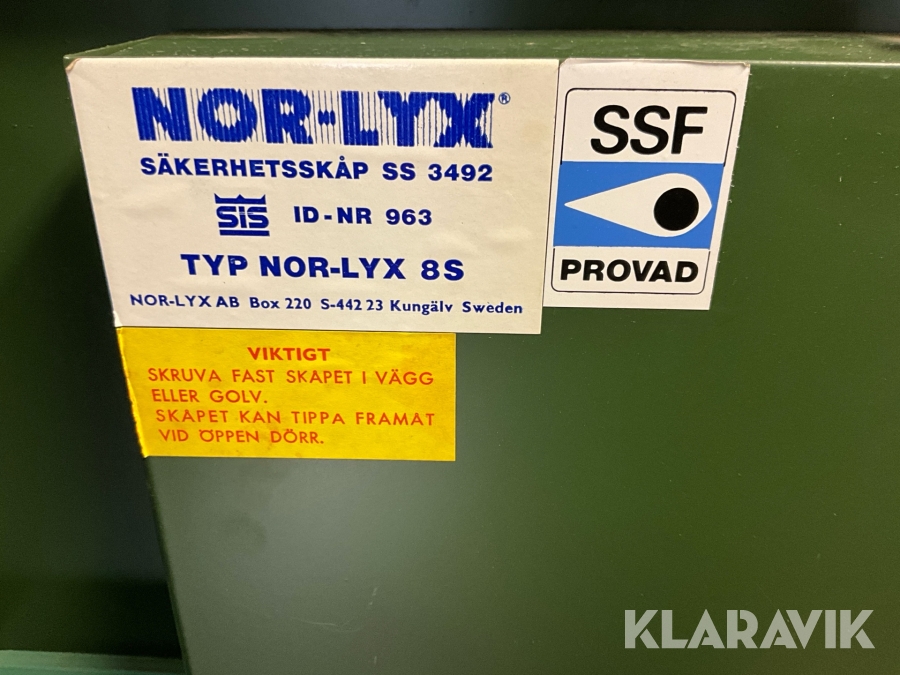 NOR-LYX®
SÄKERHETSSKÅP SS 3492
SIS ID-NR 963
TYP NOR-LYX 8S
NOR-LYX AB Box 220 S-442 23 Kungälv Sweden
SSF
PROVAD
VIKTIGT
SKRUVA FAST SKAPET I VÄGG
ELLER GOLV.
SKAPET KAN TIPPA FRAMAT
VID ÖPPEN DÖRR.
KLARAVIK